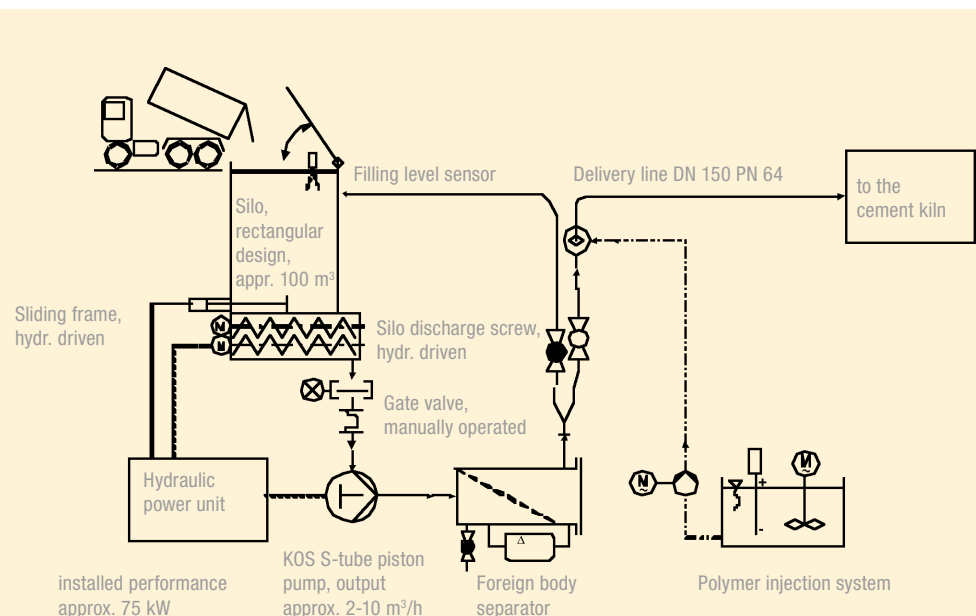 Filling level sensor
Delivery line DN 150 PN 64
to the
cement kiln
Silo,
rectangular
design,
appr. 100 m³
Sliding frame,
hydr. driven
M
M
Silo discharge screw,
hydr. driven
Gate valve,
manually operated
Hydraulic
power unit
M
~
M
~
+
-
Δ
installed performance
approx. 75 kW
KOS S-tube piston
pump, output
approx. 2-10 m³/h
Foreign body
separator
Polymer injection system